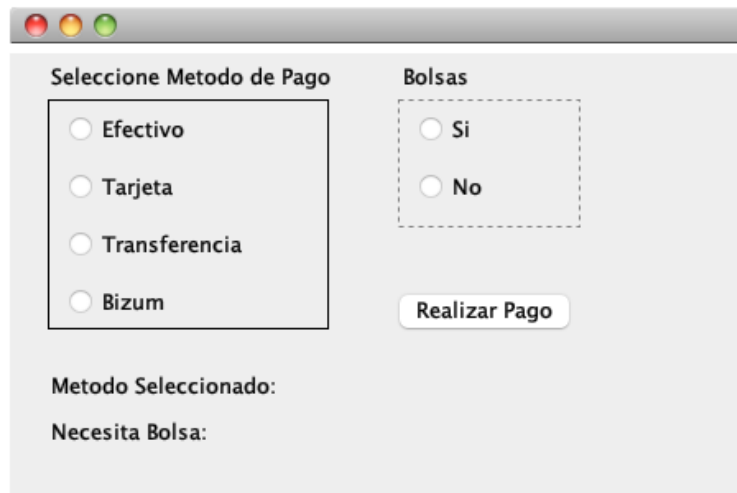 Seleccione Metodo de Pago
Efectivo
Tarjeta
Transferencia
Bizum
Bolsas
Si
No
Realizar Pago
Metodo Seleccionado:
Necesita Bolsa: